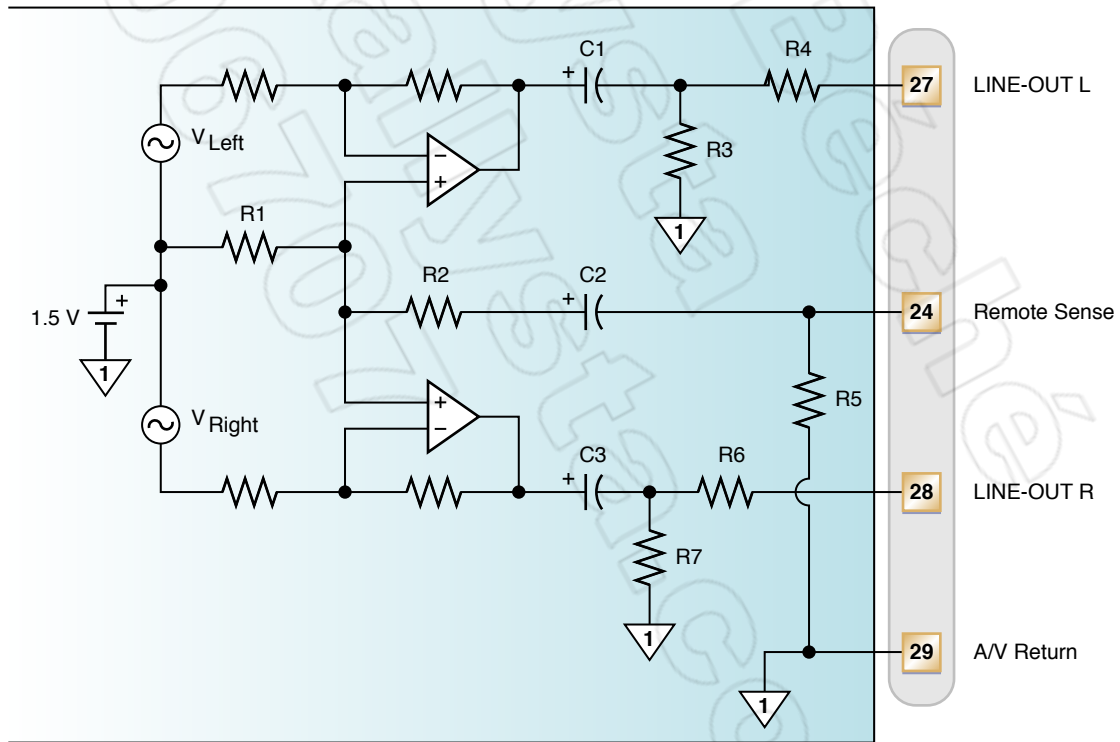 C1
R4
+
27
LINE-OUT L
V Left
−
+
R3
1
R1
R2
C2
+
24
Remote Sense
1.5 V
+
1
R5
V Right
+
−
C3
+
R6
28
LINE-OUT R
R7
1
29
A/V Return
1